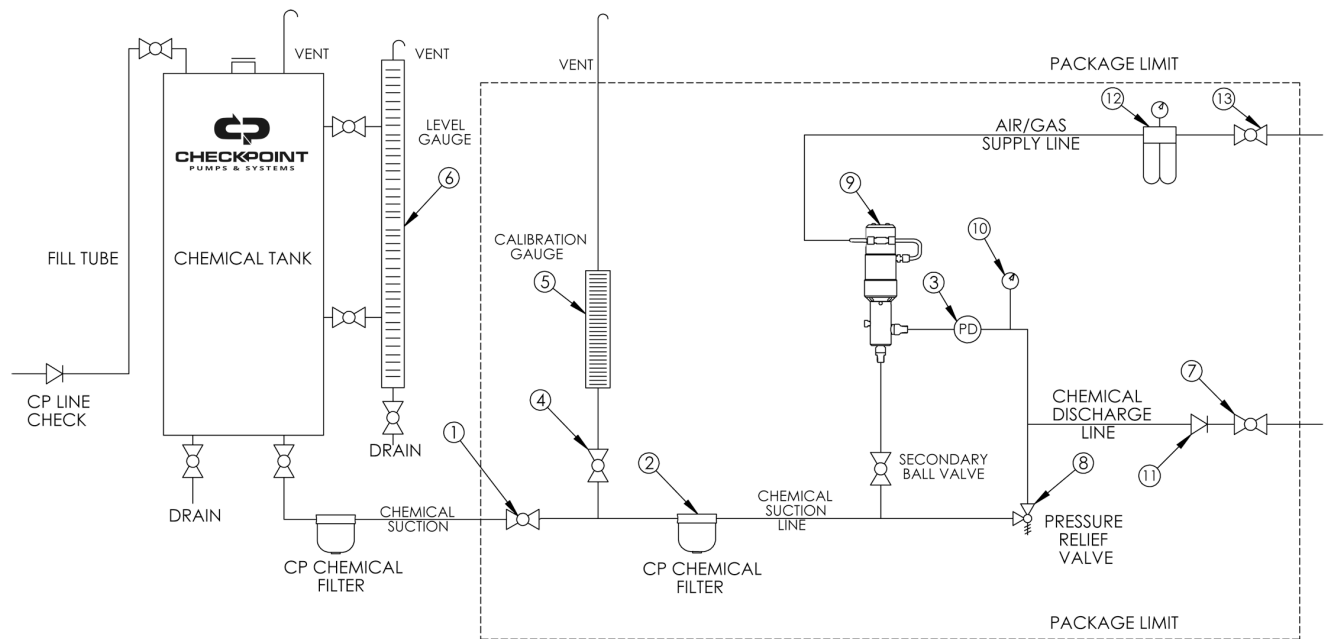 VENT
VENT
LEVEL
GAUGE
6
CHECKPOINT
PUMPS & SYSTEMS
FILL TUBE
CHEMICAL TANK
CP LINE
CHECK
DRAIN
DRAIN
CHEMICAL
SUCTION
CP CHEMICAL
FILTER
PACKAGE LIMIT
VENT
CALIBRATION
GAUGE
5
4
1
2
CP CHEMICAL
FILTER
CHEMICAL
SUCTION
LINE
SECONDARY
BALL VALVE
AIR/GAS
SUPPLY LINE
12
13
9
10
3
PD
CHEMICAL
DISCHARGE
LINE
7
11
8
PRESSURE
RELIEF
VALVE
PACKAGE LIMIT